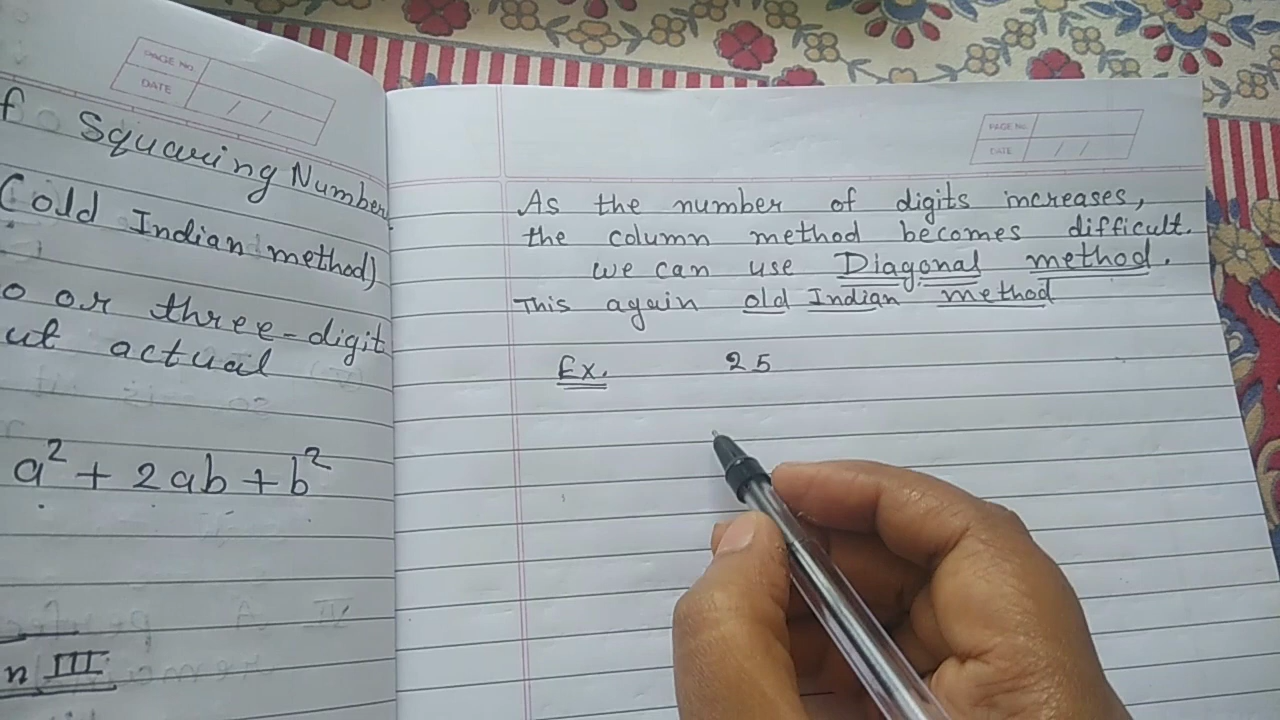 PAGE No.
DATE / /
f Squaring Number
(old Indian method)
o or three-digit
ut actual
a² + 2ab + b²
n III
PAGE No.
DATE / /
As the number of digits increases,
the column method becomes difficult.
we can use Diagonal method.
This again old Indian method
Ex. 25